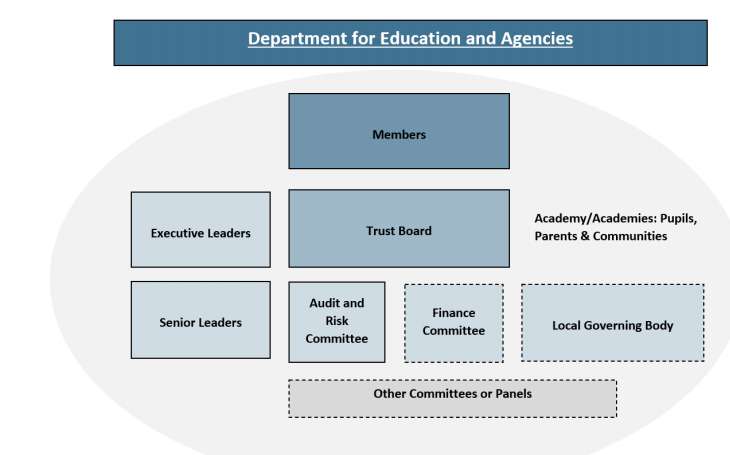 Department for Education and Agencies
Members
Executive Leaders
Trust Board
Academy/Academies: Pupils,
Parents & Communities
Senior Leaders
Audit and
Risk
Committee
Finance
Committee
Local Governing Body
Other Committees or Panels